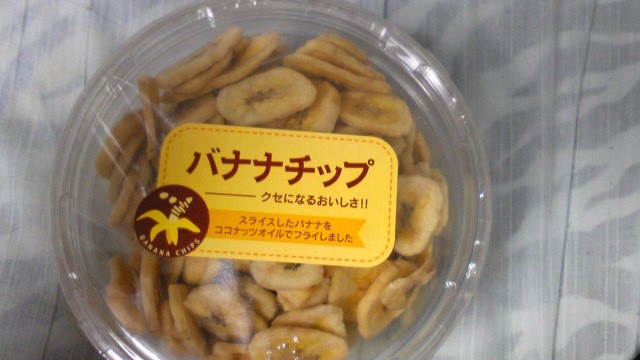 バナナチップ
クセになるおいしさ!!
スライスしたバナナを
ココナッツオイルでフライしました
BANANA CHIPS